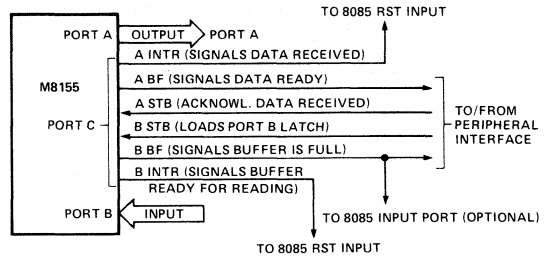 TO 8085 RST INPUT
PORT A OUTPUT PORT A
A INTR (SIGNALS DATA RECEIVED)
A BF (SIGNALS DATA READY)
M8155
A STB (ACKNOWL. DATA RECEIVED)
TO/FROM
PERIPHERAL
INTERFACE
PORT C
B STB (LOADS PORT B LATCH)
B BF (SIGNALS BUFFER IS FULL)
B INTR (SIGNALS BUFFER
READY FOR READING)
PORT B INPUT
TO 8085 INPUT PORT (OPTIONAL)
TO 8085 RST INPUT